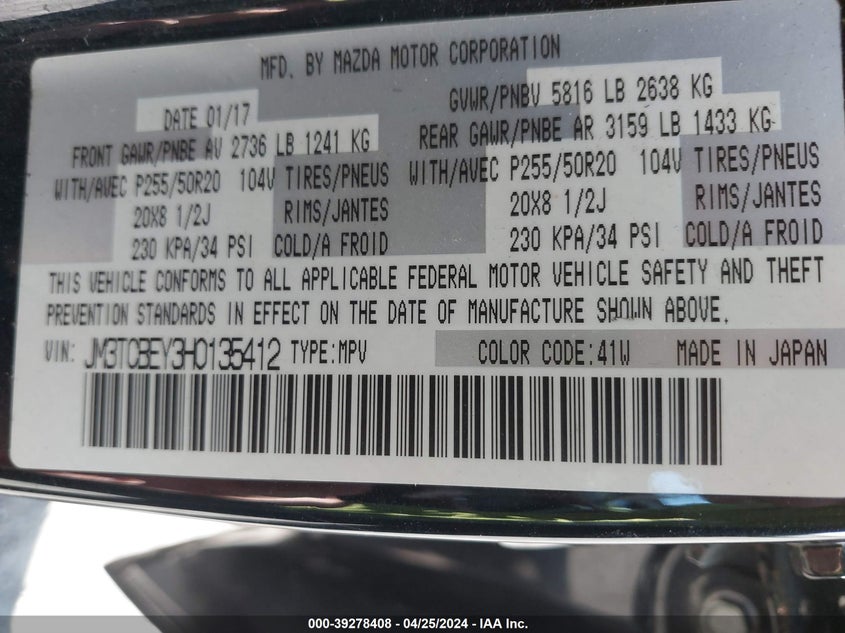 MFD. BY MAZDA MOTOR CORPORATION
DATE 01/17 GVWR/PNBV 5816 LB 2638 KG
FRONT GAWR/PNBE AV 2736 LB 1241 KG REAR GAWR/PNBE AR 3159 LB 1433 KG
WITH/AVEC P255/50R20 104V TIRES/PNEUS WITH/AVEC P255/50R20 104V TIRES/PNEUS
20X8 1/2J RIMS/JANTES 20X8 1/2J RIMS/JANTES
230 KPA/34 PSI COLD/A FROID 230 KPA/34 PSI COLD/A FROID
THIS VEHICLE CONFORMS TO ALL APPLICABLE FEDERAL MOTOR VEHICLE SAFETY AND THEFT
PREVENTION STANDARDS IN EFFECT ON THE DATE OF MANUFACTURE SHOWN ABOVE.
VIN: JM3TCBEY3H0135412 TYPE:MPV COLOR CODE:41W MADE IN JAPAN
000-39278408 - 04/25/2024 - IAA Inc.